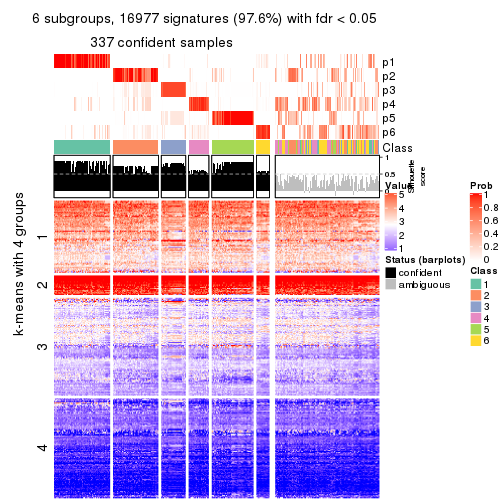 6 subgroups, 16977 signatures (97.6%) with fdr < 0.05
337 confident samples
p1
p2
p3
p4
p5
p6
Class
1
0.5
0
Silhouette
score
k-means with 4 groups
1
2
3
4
Value
5
4
3
2
1
Status (barplots)
confident
ambiguous
Prob
1
0.8
0.6
0.4
0.2
0
Class
1
2
3
4
5
6